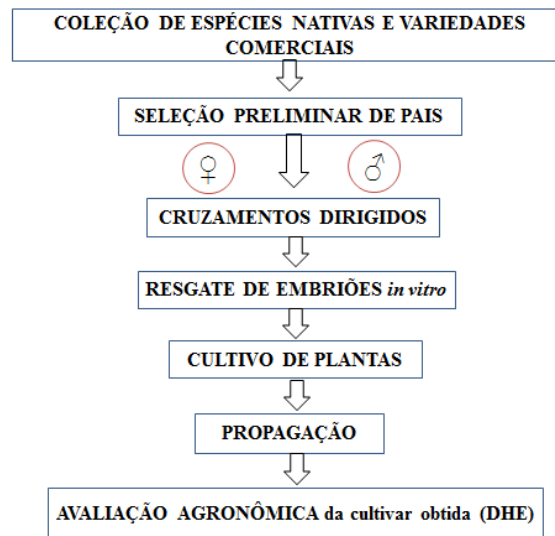 COLEÇÃO DE ESPÉCIES NATIVAS E VARIEDADES
COMERCIAIS
SELEÇÃO PRELIMINAR DE PAIS
♀ ♂
CRUZAMENTOS DIRIGIDOS
RESGATE DE EMBRIÕES in vitro
CULTIVO DE PLANTAS
PROPAGAÇÃO
AVALIAÇÃO AGRONÔMICA da cultivar obtida (DHE)